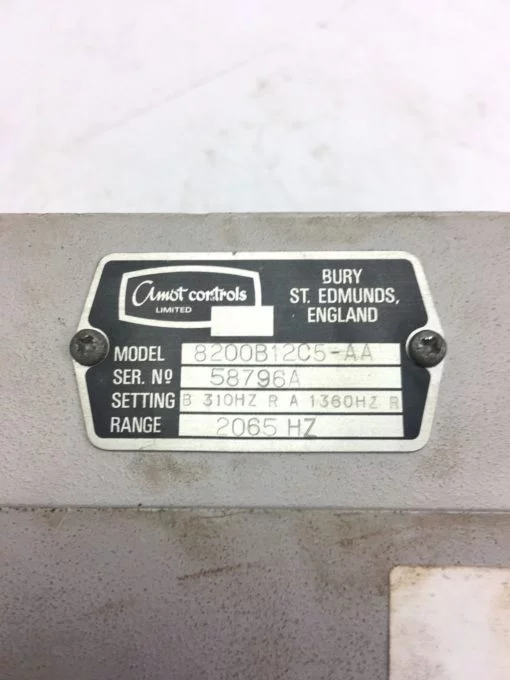 Amot controls
LIMITED
BURY
ST. EDMUNDS,
ENGLAND
MODEL 8200B12C5-AA
SER. Nº 58796A
SETTING B 310HZ R A 1360HZ R
RANGE 2065 HZ